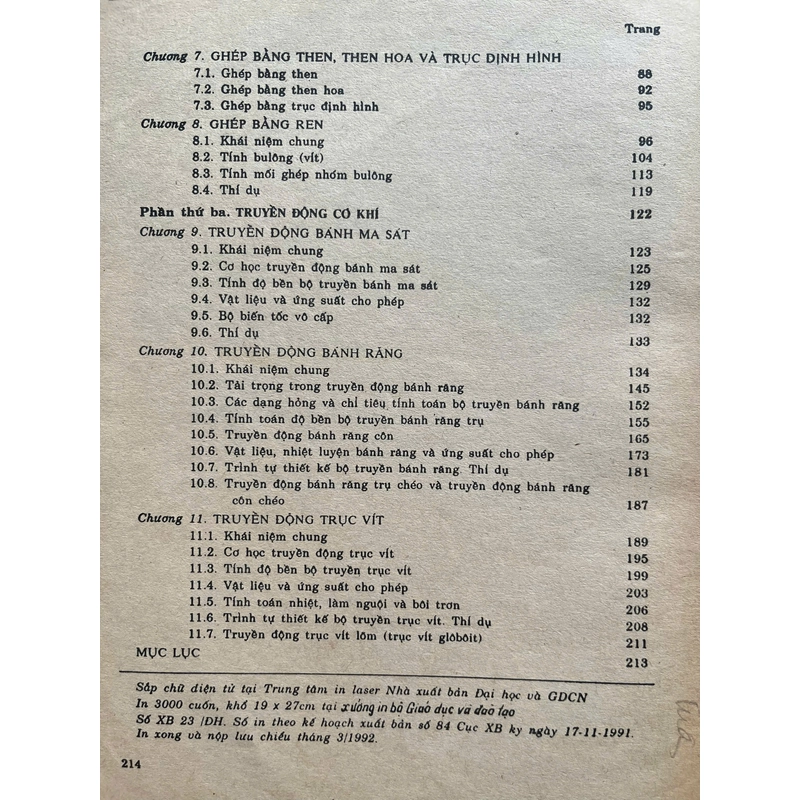 Trang
Chương 7. GHÉP BẰNG THEN, THEN HOA VÀ TRỤC ĐỊNH HÌNH
7.1. Ghép bằng then 88
7.2. Ghép bằng then hoa 92
7.3. Ghép bằng trục định hình 95
Chương 8. GHÉP BẰNG REN
8.1. Khái niệm chung 96
8.2. Tính bulông (vít) 104
8.3. Tính mối ghép nhóm bulông 113
8.4. Thí dụ 119
Phần thứ ba. TRUYỀN ĐỘNG CƠ KHÍ 122
Chương 9. TRUYỀN ĐỘNG BÁNH MA SÁT
9.1. Khái niệm chung 123
9.2. Cơ học truyền động bánh ma sát 125
9.3. Tính độ bền bộ truyền bánh ma sát 129
9.4. Vật liệu và ứng suất cho phép 132
9.5. Bộ biến tốc vô cấp 132
9.6. Thí dụ 133
Chương 10. TRUYỀN ĐỘNG BÁNH RĂNG
10.1. Khái niệm chung 134
10.2. Tải trọng trong truyền động bánh răng 145
10.3. Các dạng hỏng và chỉ tiêu tính toán bộ truyền bánh răng 152
10.4. Tính toán độ bền bộ truyền bánh răng trụ 155
10.5. Truyền động bánh răng côn 165
10.6. Vật liệu, nhiệt luyện bánh răng và ứng suất cho phép 173
10.7. Trình tự thiết kế bộ truyền bánh răng. Thí dụ 181
10.8. Truyền động bánh răng trụ chéo và truyền động bánh răng
côn chéo 187
Chương 11. TRUYỀN ĐỘNG TRỤC VÍT
11.1. Khái niệm chung 189
11.2. Cơ học truyền động trục vít 195
11.3. Tính độ bền bộ truyền trục vít 199
11.4. Vật liệu và ứng suất cho phép 203
11.5. Tính toán nhiệt, làm nguội và bôi trơn 206
11.6. Trình tự thiết kế bộ truyền trục vít. Thí dụ 208
11.7. Truyền động trục vít lõm (trục vít glôbôit) 211
MỤC LỤC 213
Sắp chữ điện tử tại Trung tâm in laser Nhà xuất bản Đại học và GDCN
In 3000 cuốn, khổ 19 x 27cm tại xưởng in bộ Giáo dục và đào tạo
Số XB 23 /ĐH. Số in theo kế hoạch xuất bản số 84 Cục XB ký ngày 17-11-1991.
In xong và nộp lưu chiểu tháng 3/1992.
214